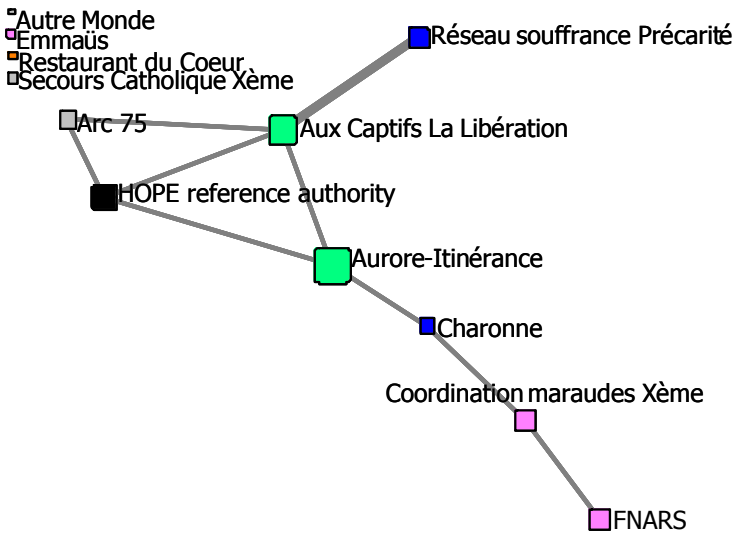 Autre Monde
Emmaüs
Restaurant du Coeur
Secours Catholique Xème
Réseau souffrance Précarité
Arc 75
Aux Captifs La Libération
HOPE reference authority
Aurore-Itinérance
Charonne
Coordination maraudes Xème
FNARS